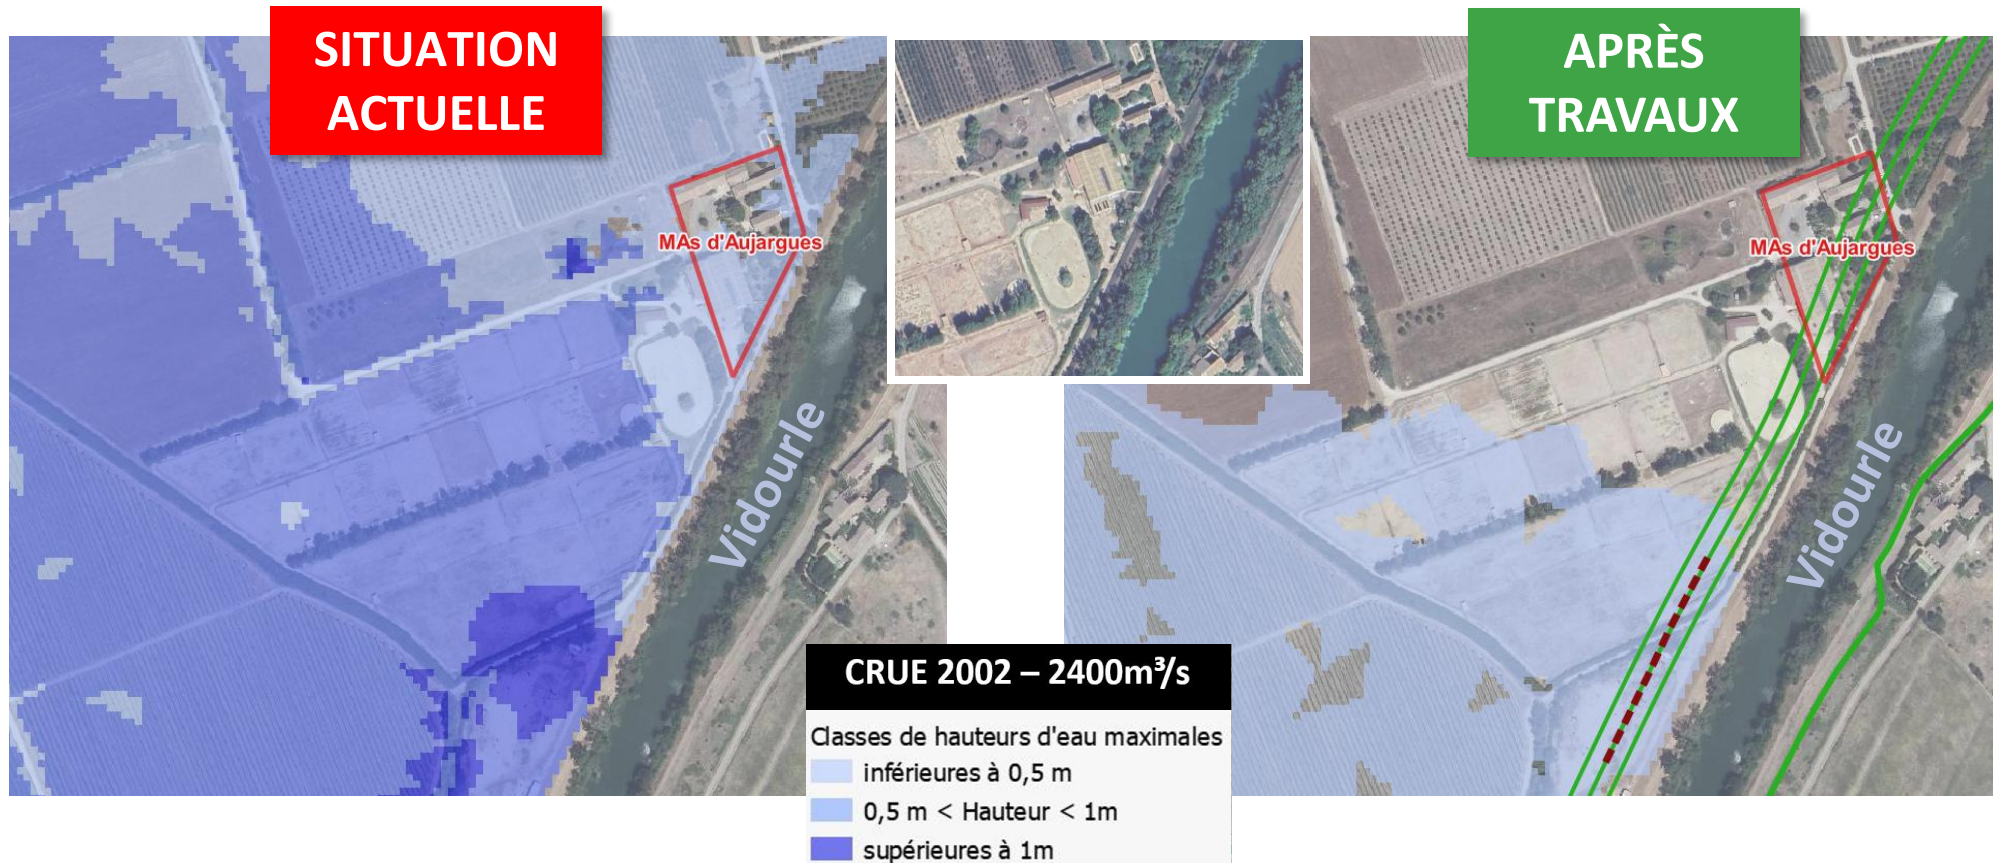 SITUATION
ACTUELLE
APRÈS
TRAVAUX
MAs d'Aujargues
MAs d'Aujargues
Vidourle
Vidourle
CRUE 2002 – 2400m³/s
Classes de hauteurs d'eau maximales
inférieures à 0,5 m
0,5 m < Hauteur < 1m
supérieures à 1m